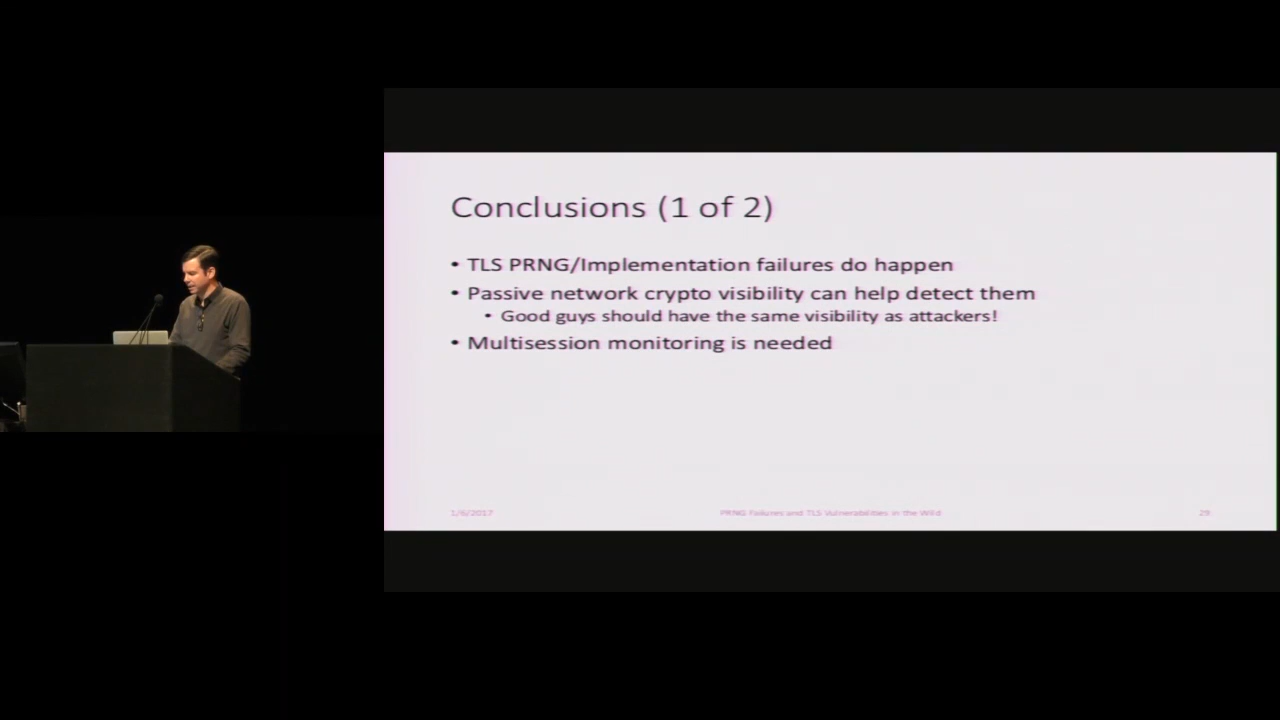 Conclusions (1 of 2)
• TLS PRNG/Implementation failures do happen
• Passive network crypto visibility can help detect them
• Good guys should have the same visibility as attackers!
• Multisession monitoring is needed
1/6/2017
PRNG Failures and TLS Vulnerabilities in the Wild
29